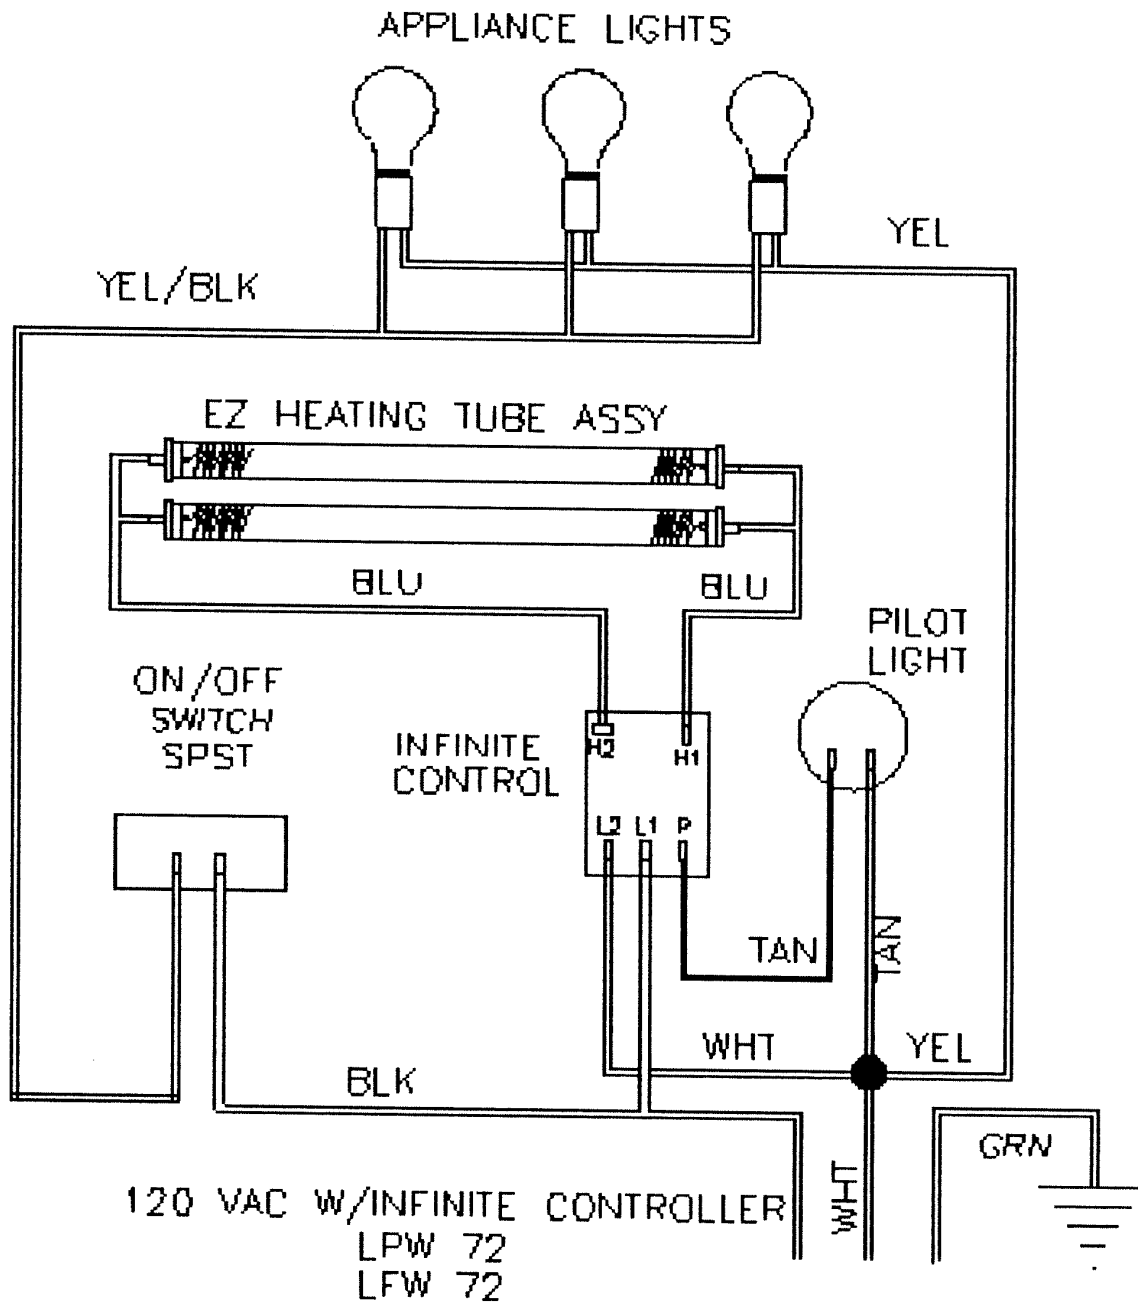 APPLIANCE LIGHTS
YEL
YEL/BLK
EZ HEATING TUBE ASSY
BLU
BLU
PILOT
LIGHT
ON/OFF
SWITCH
SPST
INFINITE
CONTROL
H2
H1
L2 L1 P
TAN
TAN
WHT
YEL
BLK
GRN
WHT
120 VAC W/INFINITE CONTROLLER
LPW 72
LFW 72